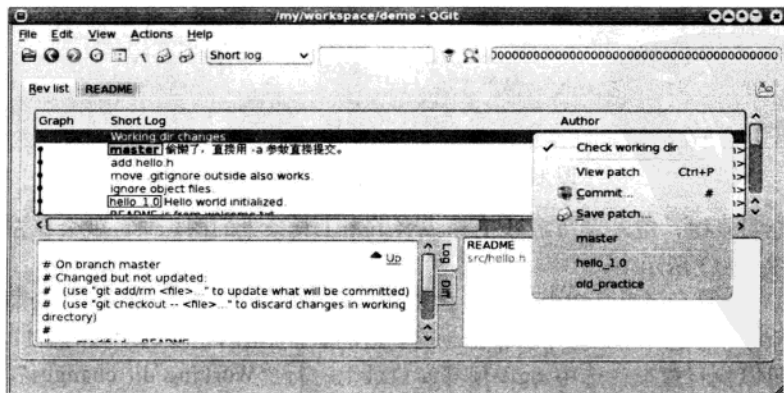 /my/workspace/demo - QGit
File Edit View Actions Help
Short log
Rev list README
Graph Short Log Author
Working dir changes
master 偷懒了，直接用 -a 参数直接提交。
add hello.h
move .gitignore outside also works.
ignore object files.
hello_1.0 Hello world initialized.
README is from welcome.txt.
Check working dir
View patch Ctrl+P
Commit... #
Save patch...
master
hello_1.0
old_practice
Up
# On branch master
# Changed but not updated:
# (use "git add/rm <file>..." to update what will be committed)
# (use "git checkout -- <file>..." to discard changes in working
directory)
#
# modified: README
Log
Diff
README
src/hello.h